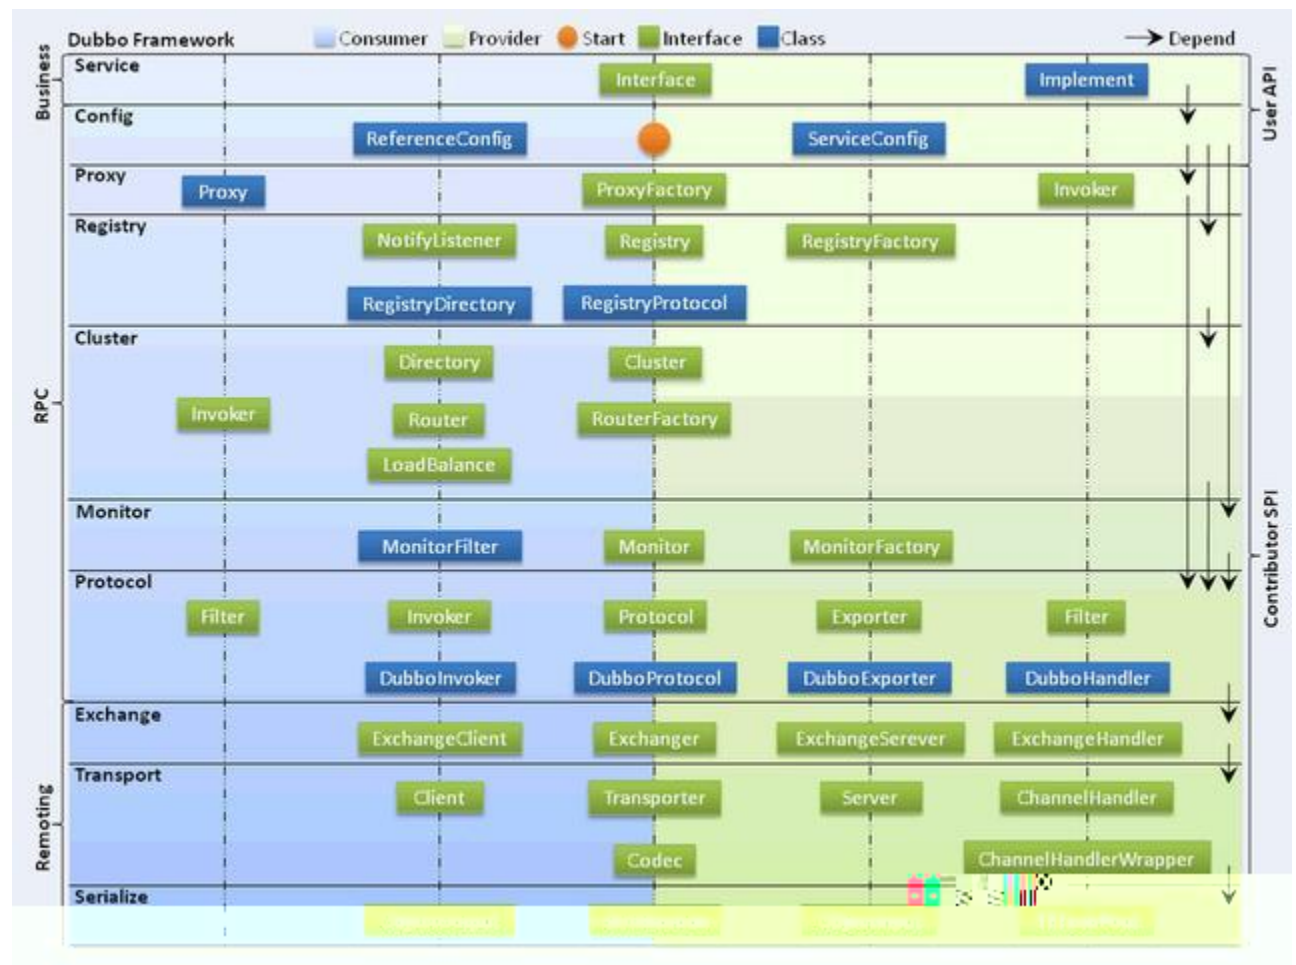 Dubbo Framework Consumer Provider Start Interface Class Depend
Business
Service
Interface Implement
User API
Config
ReferenceConfig ServiceConfig
Proxy
Proxy ProxyFactory Invoker
Registry
NotifyListener Registry RegistryFactory
RegistryDirectory RegistryProtocol
RPC
Cluster
Directory Cluster
Invoker Router RouterFactory
LoadBalance
Contributor SPI
Monitor
MonitorFilter Monitor MonitorFactory
Protocol
Filter Invoker Protocol Exporter Filter
DubboInvoker DubboProtocol DubboExporter DubboHandler
Remoting
Exchange
ExchangeClient Exchanger ExchangeSerever ExchangeHandler
Transport
Client Transporter Server ChannelHandler
Codec ChannelHandlerWrapper
Serialize